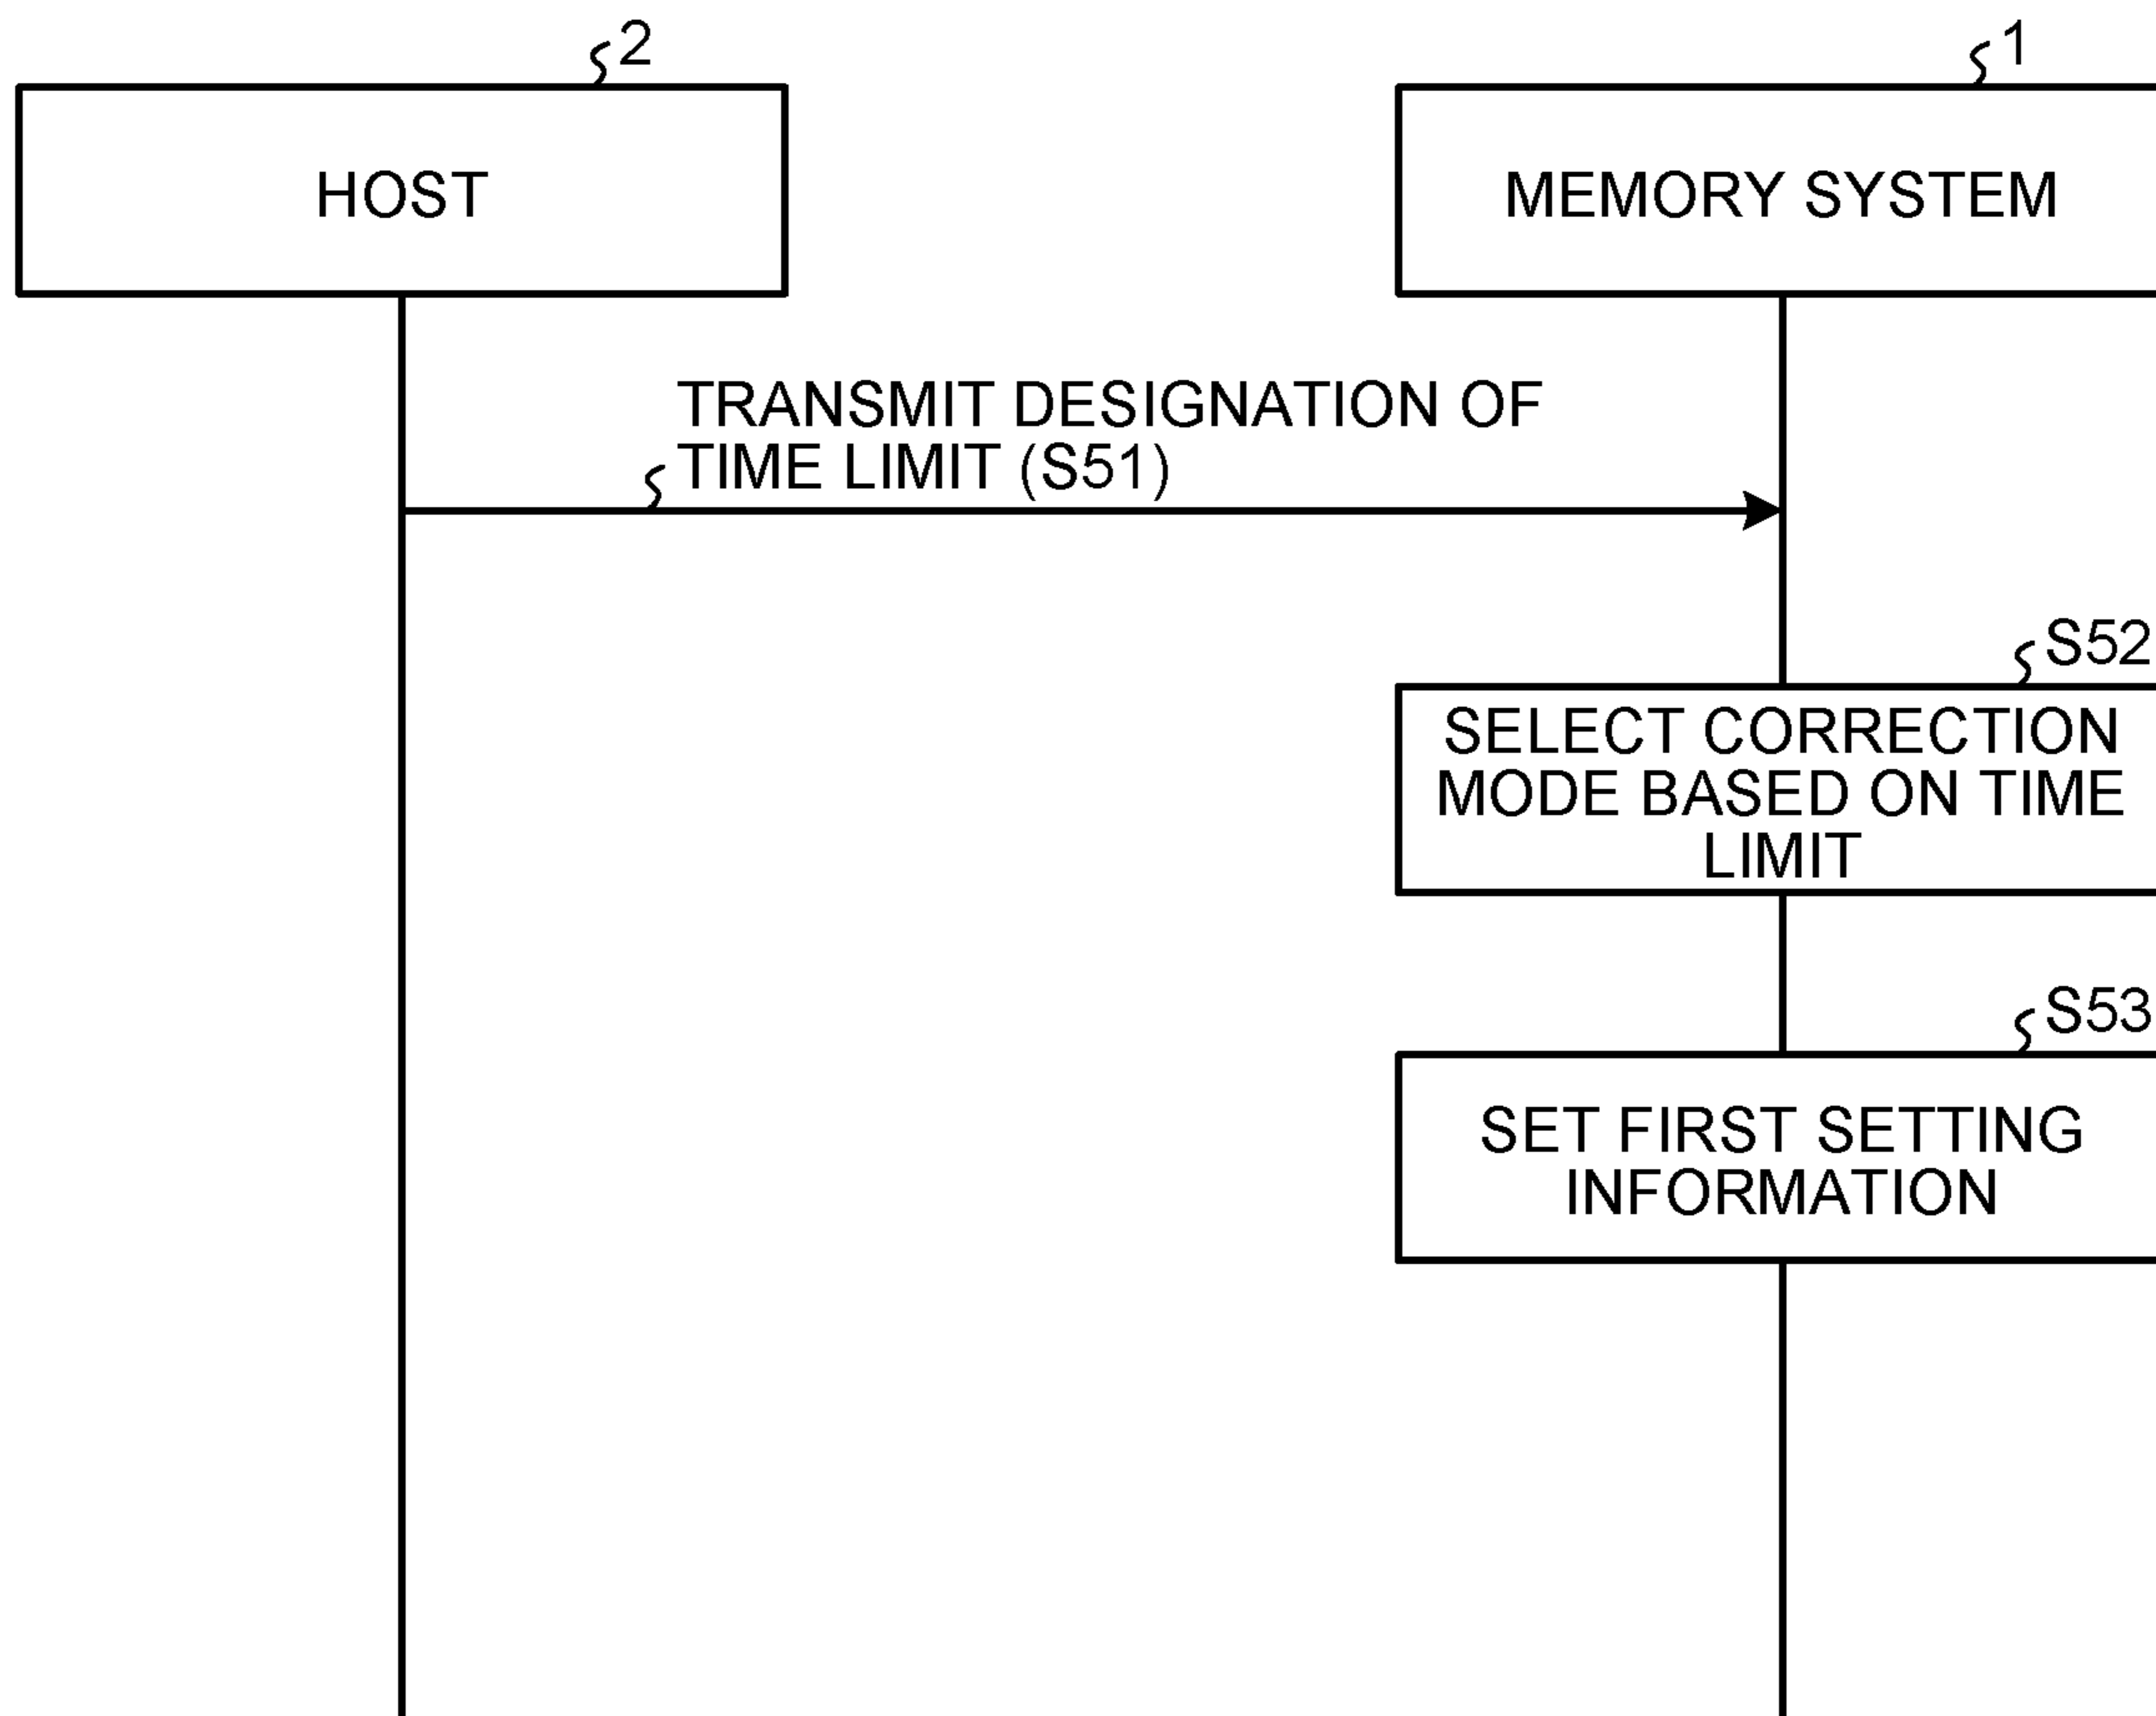 2
1
HOST
MEMORY SYSTEM
TRANSMIT DESIGNATION OF
TIME LIMIT (S51)
S52
SELECT CORRECTION
MODE BASED ON TIME
LIMIT
S53
SET FIRST SETTING
INFORMATION